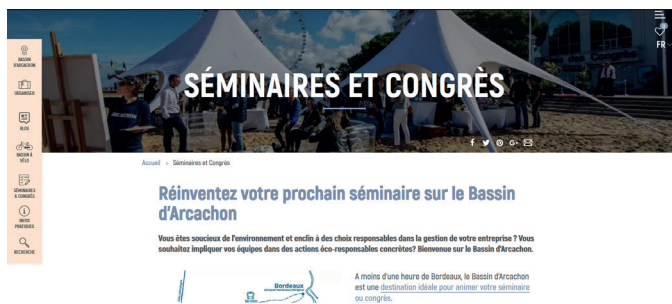 FR
BASSIN
D'ARCACHON
ORGANISER
BLOG
BASSIN À
VÉLO
SÉMINAIRES
& CONGRÈS
INFOS
PRATIQUES
RECHERCHE
SÉMINAIRES ET CONGRÈS
ARCACHON
Accueil > Séminaires et Congrès
Réinventez votre prochain séminaire sur le Bassin
d'Arcachon
Vous êtes soucieux de l'environnement et enclin à des choix responsables dans la gestion de votre entreprise ? Vous
souhaitez impliquer vos équipes dans des actions éco-responsables concrètes? Bienvenue sur le Bassin d'Arcachon.
Bordeaux
A moins d'une heure de Bordeaux, le Bassin d'Arcachon
est une destination idéale pour animer votre séminaire
ou congrès.